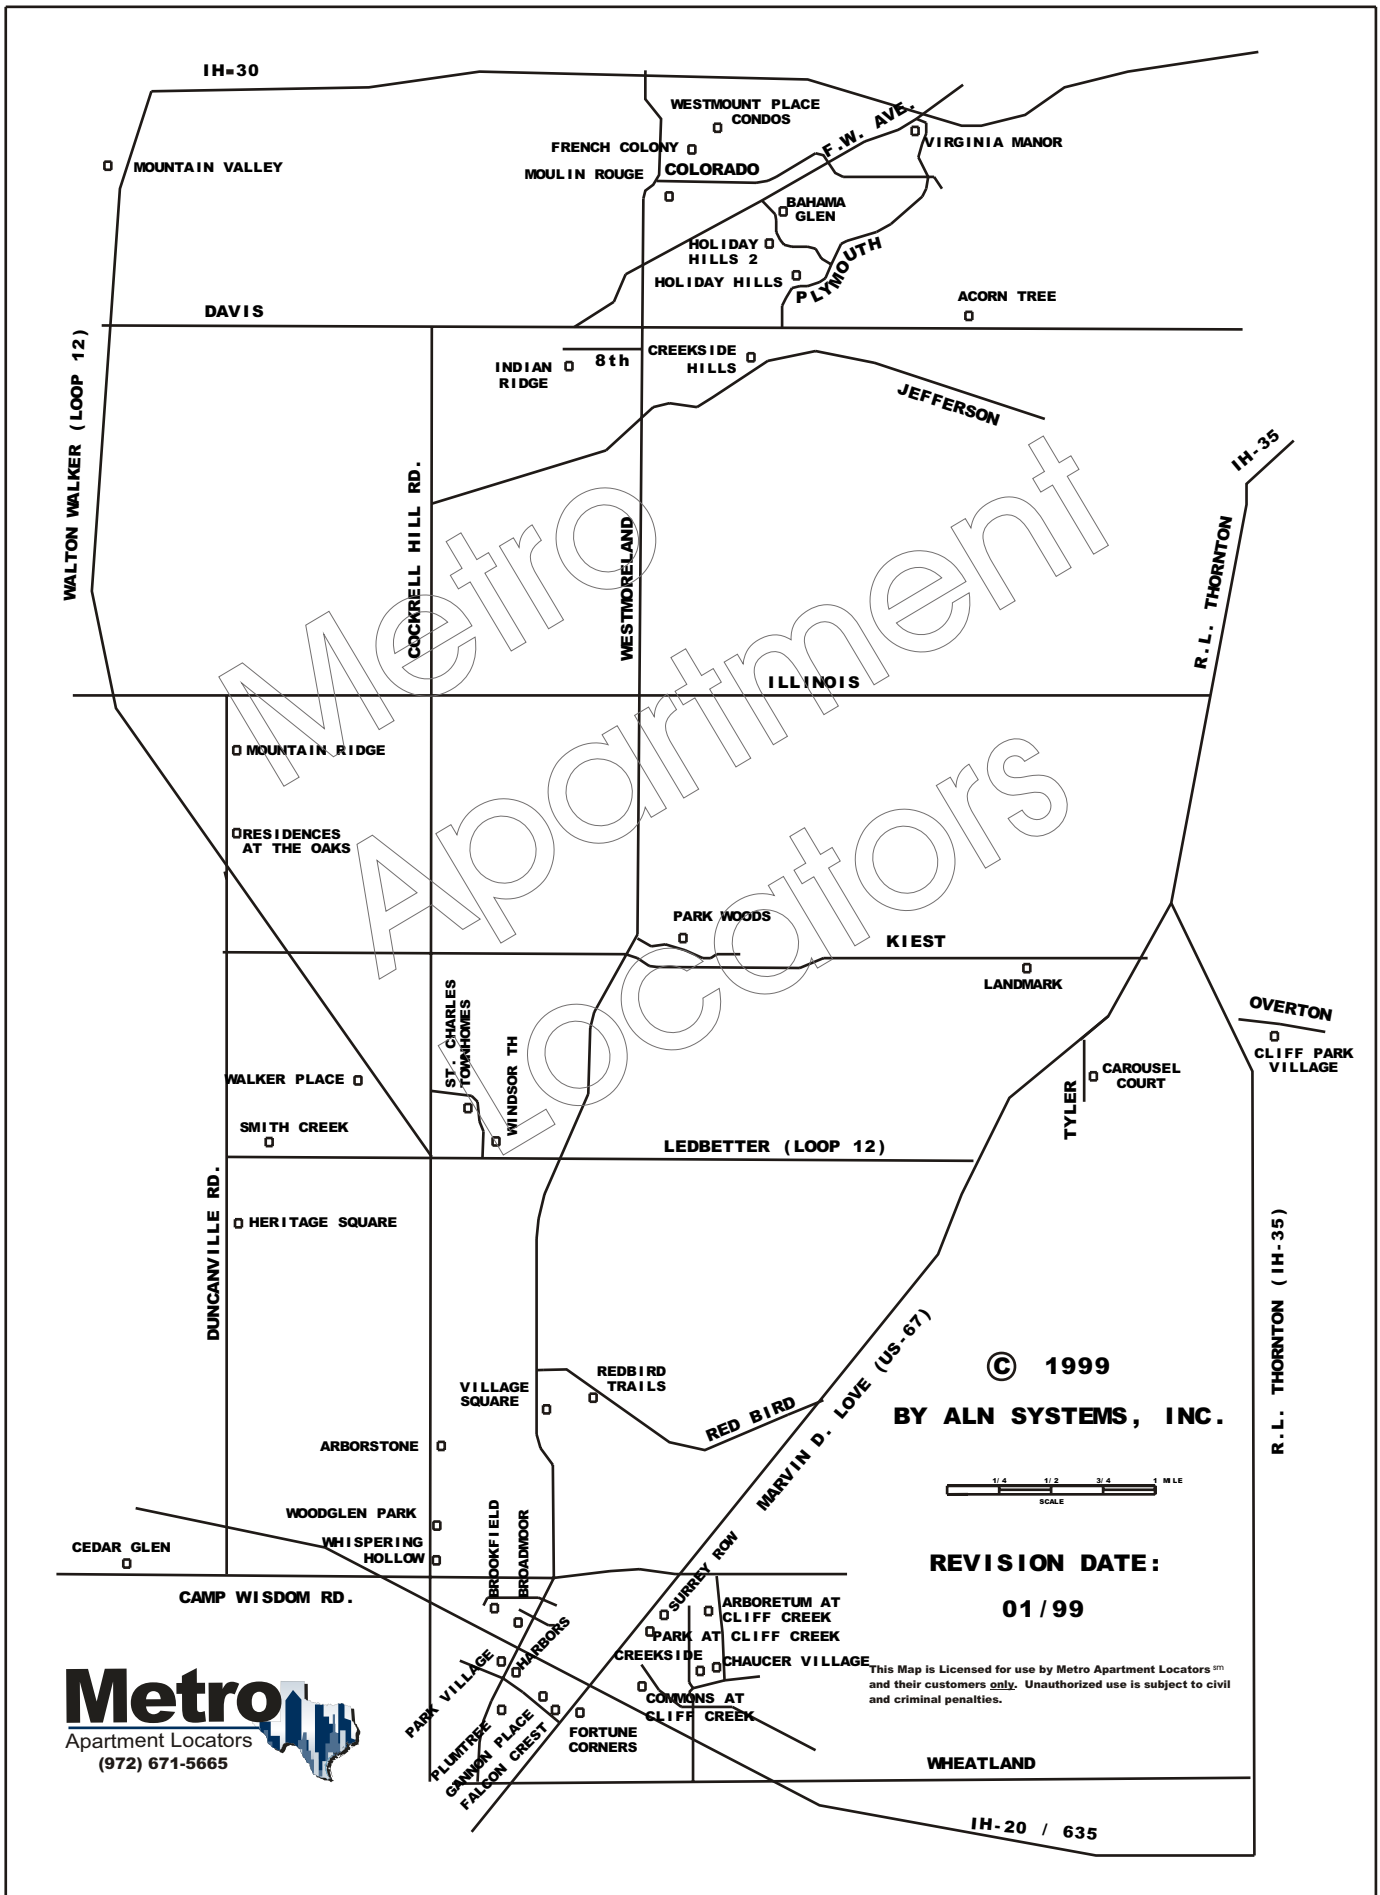 IH-30
WESTMOUNT PLACE
CONDOS
F.W. AVE.
FRENCH COLONY
VIRGINIA MANOR
MOUNTAIN VALLEY
MOULIN ROUGE
COLORADO
BAHAMA
GLEN
HOLIDAY
HILLS 2
PLYMOUTH
HOLIDAY HILLS
ACORN TREE
DAVIS
WALTON WALKER (LOOP 12)
INDIAN
RIDGE
8th
CREEKSIDE
HILLS
JEFFERSON
IH-35
COCKRELL HILL RD.
WESTMORELAND
R.L. THORNTON
Metro
Apartment
Locators
ILLINOIS
MOUNTAIN RIDGE
RESIDENCES
AT THE OAKS
PARK WOODS
KIEST
LANDMARK
ST. CHARLES
TOWNHOMES
WINDSOR TH
OVERTON
CLIFF PARK
VILLAGE
WALKER PLACE
CAROUSEL
COURT
TYLER
SMITH CREEK
LEDBETTER (LOOP 12)
DUNCANVILLE RD.
HERITAGE SQUARE
R.L. THORNTON (IH-35)
MARVIN D. LOVE (US-67)
© 1999
BY ALN SYSTEMS, INC.
REDBIRD
TRAILS
VILLAGE
SQUARE
RED BIRD
ARBORSTONE
1/4 1/2 3/4 1 MILE
SCALE
WOODGLEN PARK
WHISPERING
HOLLOW
BROOKFIELD
BROADMOOR
CEDAR GLEN
CAMP WISDOM RD.
SURREY ROW
REVISION DATE:
01/99
ARBORETUM AT
CLIFF CREEK
PARK AT CLIFF CREEK
HARBORS
CREEKSIDE
CHAUCER VILLAGE
PARK VILLAGE
COMMONS AT
CLIFF CREEK
PLUMTREE
GANNON PLACE
FALCON CREST
FORTUNE
CORNERS
This Map is Licensed for use by Metro Apartment Locators sm
and their customers only. Unauthorized use is subject to civil
and criminal penalties.
Metro
Apartment Locators
(972) 671-5665
WHEATLAND
IH-20 / 635